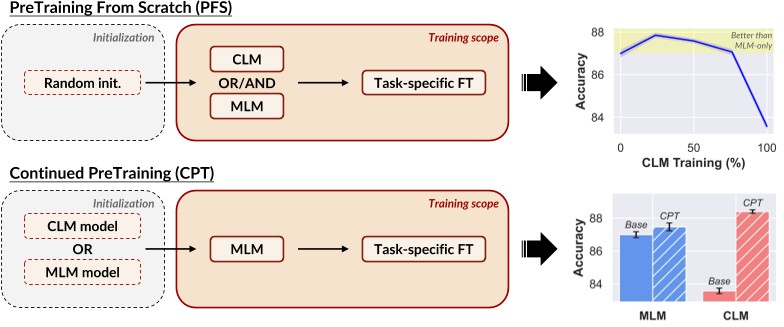 PreTraining From Scratch (PFS)
Initialization
Random init.
Training scope
CLM
OR/AND
MLM
Task-specific FT
88
86
84
Accuracy
Better than
MLM-only
0
50
100
CLM Training (%)
Continued PreTraining (CPT)
Initialization
CLM model
OR
MLM model
Training scope
MLM
Task-specific FT
88
86
84
Accuracy
Base
CPT
Base
CPT
MLM
CLM